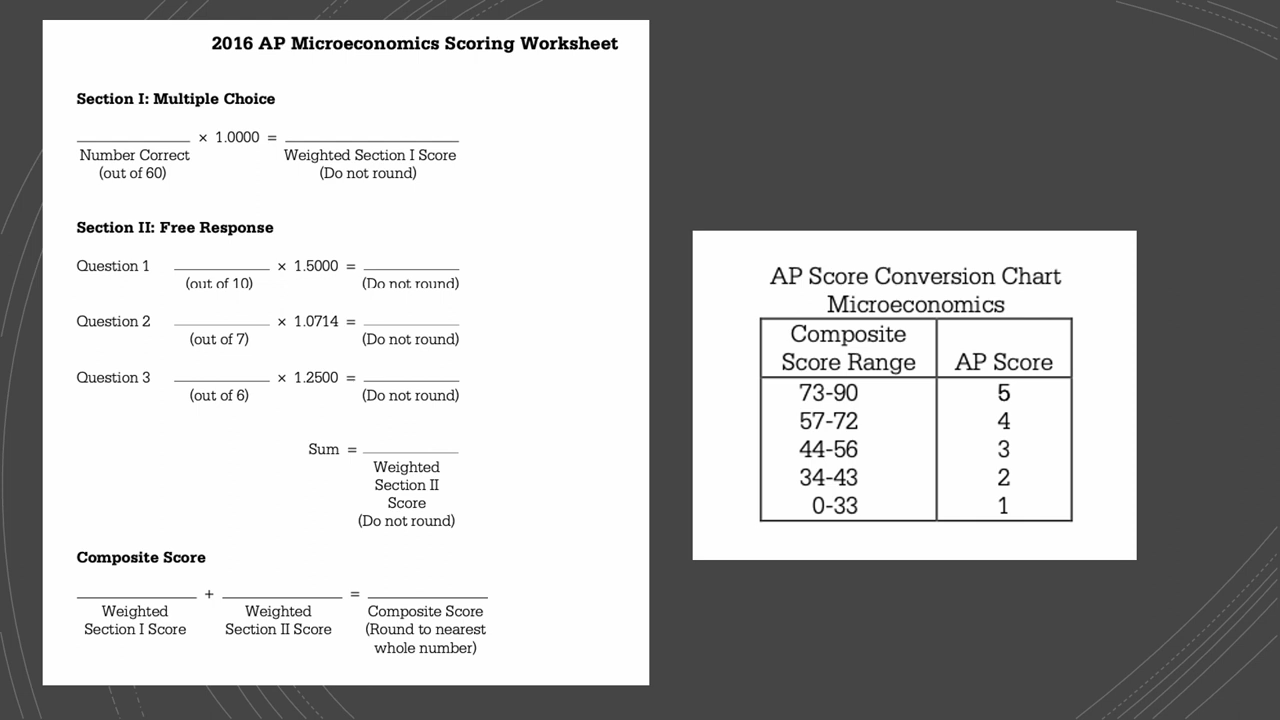 2016 AP Microeconomics Scoring Worksheet
Section I: Multiple Choice
× 1.0000 =
Number Correct Weighted Section I Score
(out of 60) (Do not round)
Section II: Free Response
Question 1 × 1.5000 =
(out of 10) (Do not round)
Question 2 × 1.0714 =
(out of 7) (Do not round)
Question 3 × 1.2500 =
(out of 6) (Do not round)
Sum =
Weighted
Section II
Score
(Do not round)
Composite Score
+ =
Weighted Weighted Composite Score
Section I Score Section II Score (Round to nearest
whole number)
AP Score Conversion Chart
Microeconomics
Composite
Score Range AP Score
73-90 5
57-72 4
44-56 3
34-43 2
0-33 1